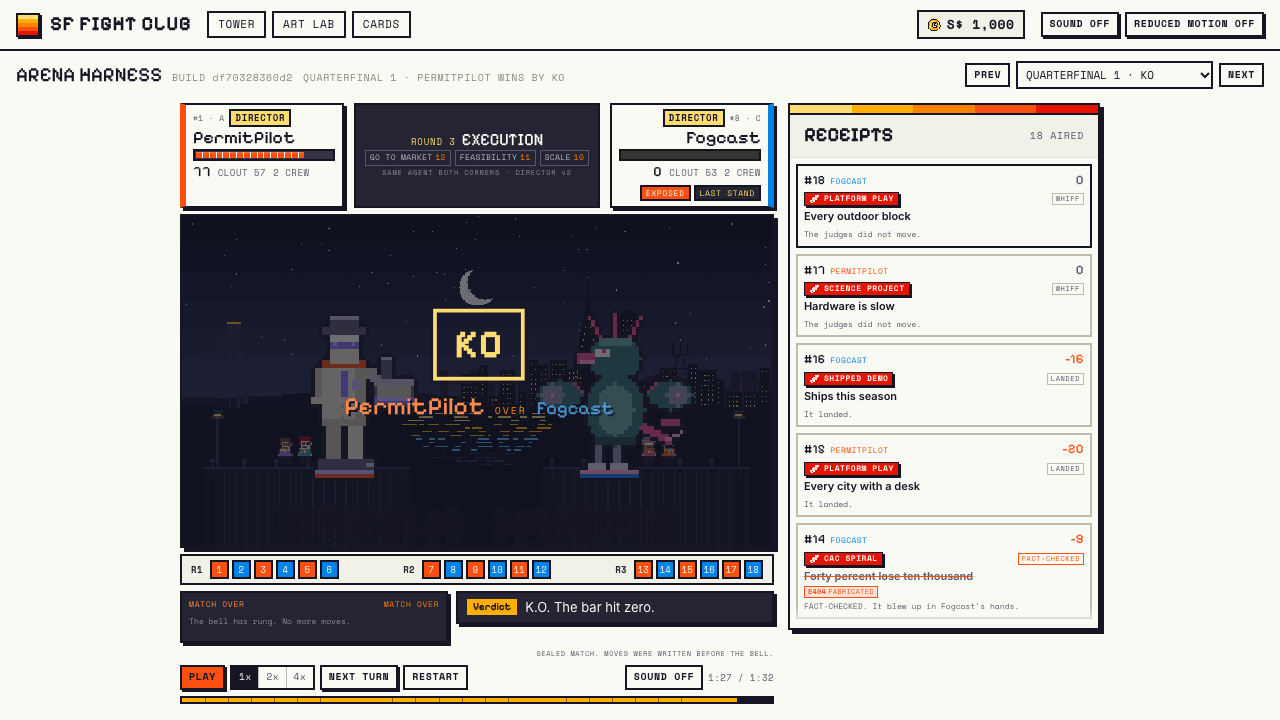 SF FIGHT CLUB
TOWER
ART LAB
CARDS
S$ 1,000
SOUND OFF
REDUCED MOTION OFF
ARENA HARNESS
BUILD df70328360d2 QUARTERFINAL 1 · PERMITPILOT WINS BY KO
PREV
QUARTERFINAL 1 · KO
NEXT
#1 · A DIRECTOR
PermitPilot
77 CLOUT 57 2 CREW
ROUND 3 EXECUTION
GO TO MARKET 12
FEASIBILITY 11
SCALE 10
SAME AGENT BOTH CORNERS · DIRECTOR v2
DIRECTOR #8 · C
Fogcast
0 CLOUT 53 2 CREW
EXPOSED
LAST STAND
KO
PermitPilot OVER Fogcast
R1 1 2 3 4 5 6
R2 7 8 9 10 11 12
R3 13 14 15 16 17 18
MATCH OVER
MATCH OVER
The bell has rung. No more moves.
Verdict K.O. The bar hit zero.
SEALED MATCH. MOVES WERE WRITTEN BEFORE THE BELL.
PLAY
1x
2x
4x
NEXT TURN
RESTART
SOUND OFF
1:27 / 1:32
RECEIPTS
18 AIRED
#18 FOGCAST 0
PLATFORM PLAY
WHIFF
Every outdoor block
The judges did not move.
#17 PERMITPILOT 0
SCIENCE PROJECT
WHIFF
Hardware is slow
The judges did not move.
#16 FOGCAST -16
SHIPPED DEMO
LANDED
Ships this season
It landed.
#15 PERMITPILOT -20
PLATFORM PLAY
LANDED
Every city with a desk
It landed.
#14 FOGCAST -9
CAC SPIRAL
FACT-CHECKED
Forty percent lose ten thousand
E404 FABRICATED
FACT-CHECKED. It blew up in Fogcast's hands.